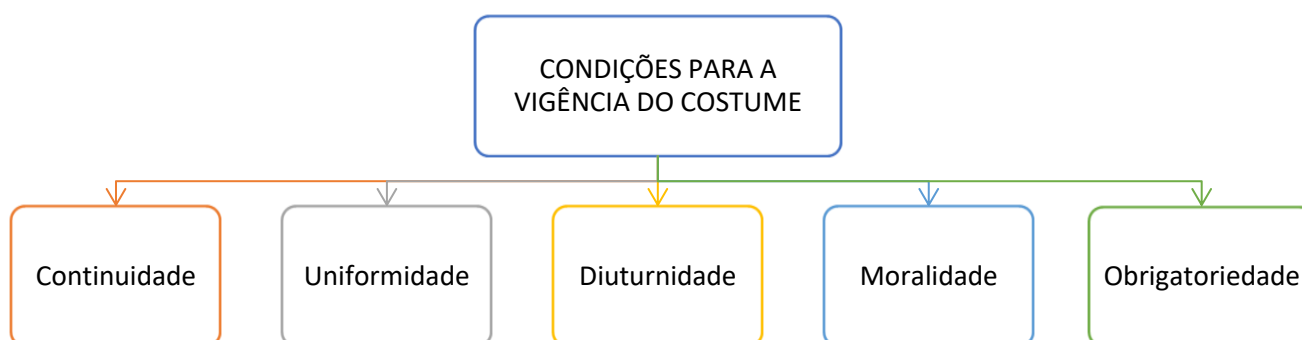 CONDIÇÕES PARA A
VIGÊNCIA DO COSTUME
Continuidade
Uniformidade
Diuturnidade
Moralidade
Obrigatoriedade